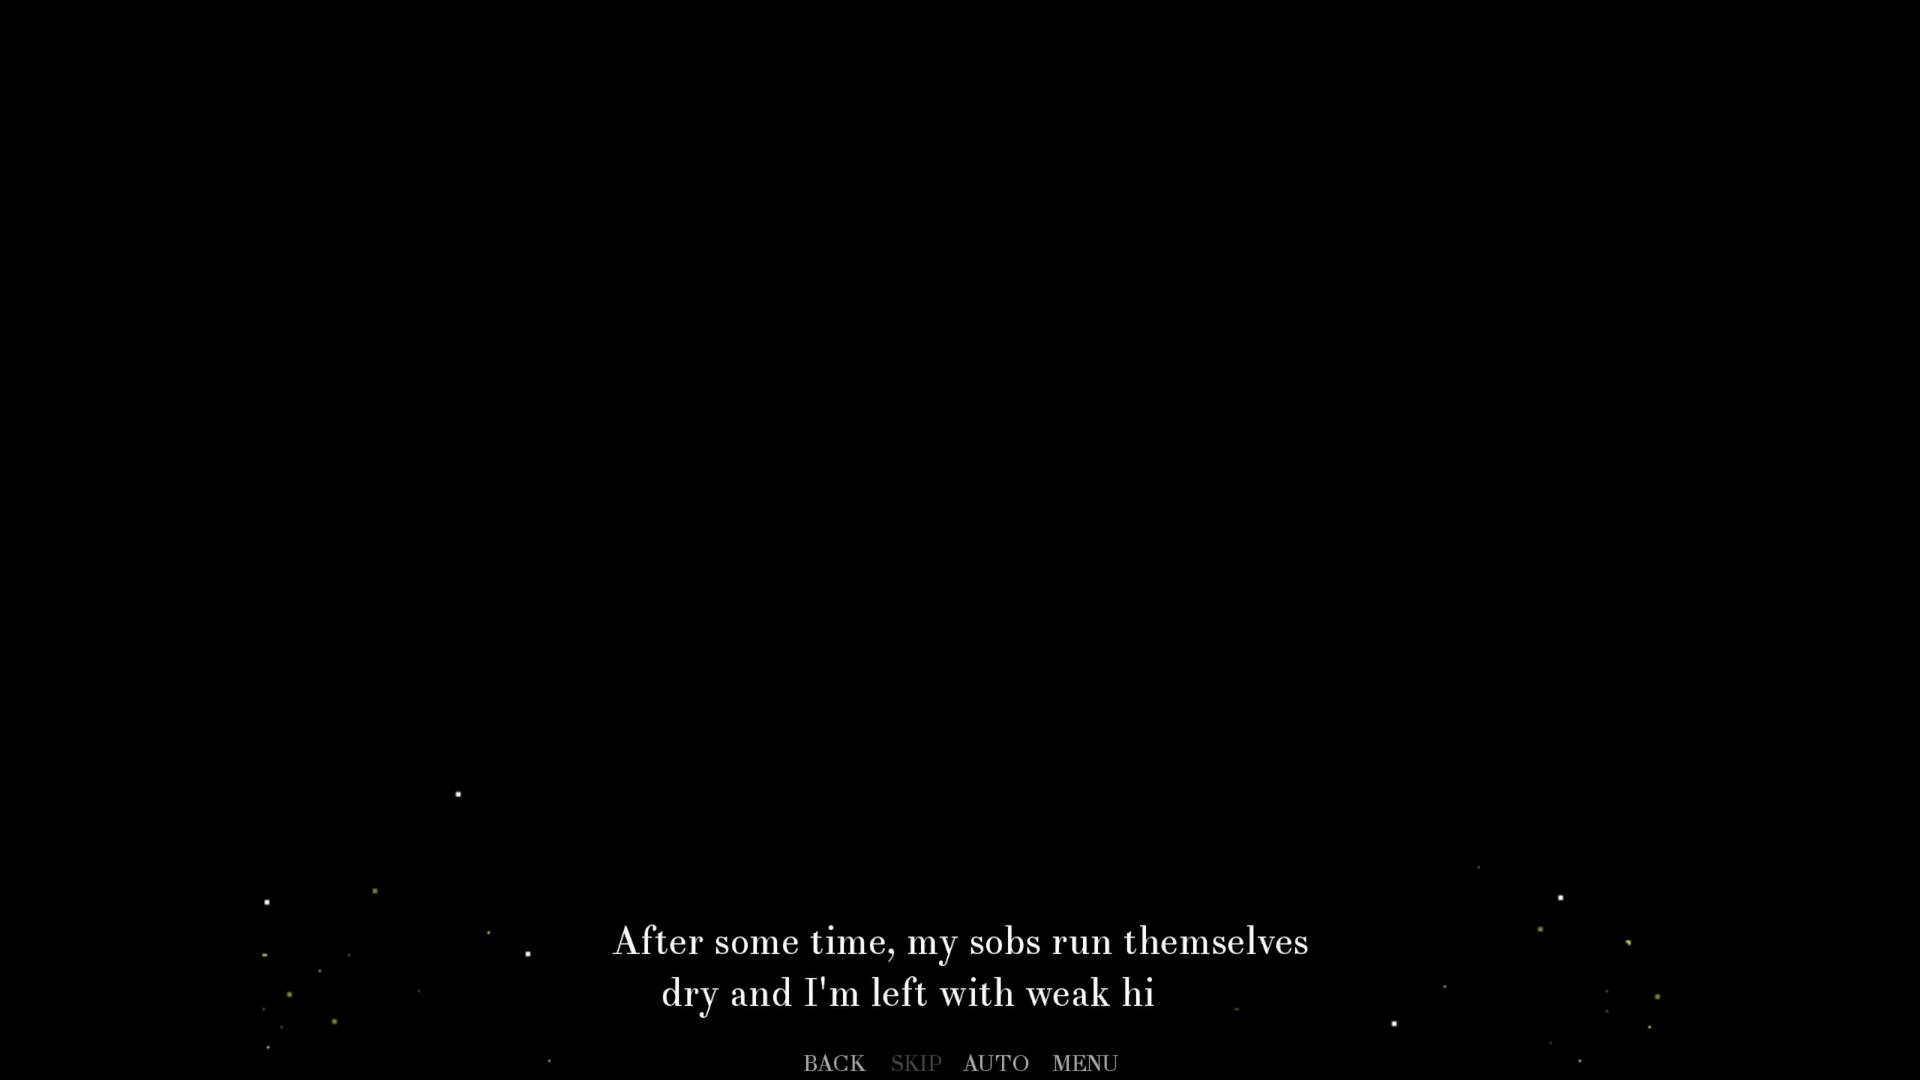 After some time, my sobs run themselves
dry and I'm left with weak hi
BACK SKIP AUTO MENU